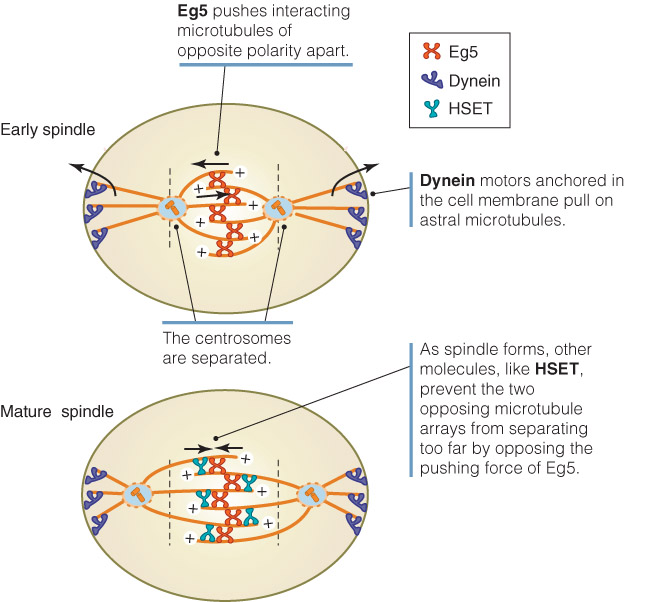 Eg5 pushes interacting
microtubules of
opposite polarity apart.
Eg5
Dynein
HSET
Early spindle
+
+
+
+
+
+
Dynein motors anchored in
the cell membrane pull on
astral microtubules.
The centrosomes
are separated.
As spindle forms, other
molecules, like HSET,
prevent the two
opposing microtubule
arrays from separating
too far by opposing the
pushing force of Eg5.
Mature spindle
+
+
+
+
+
+